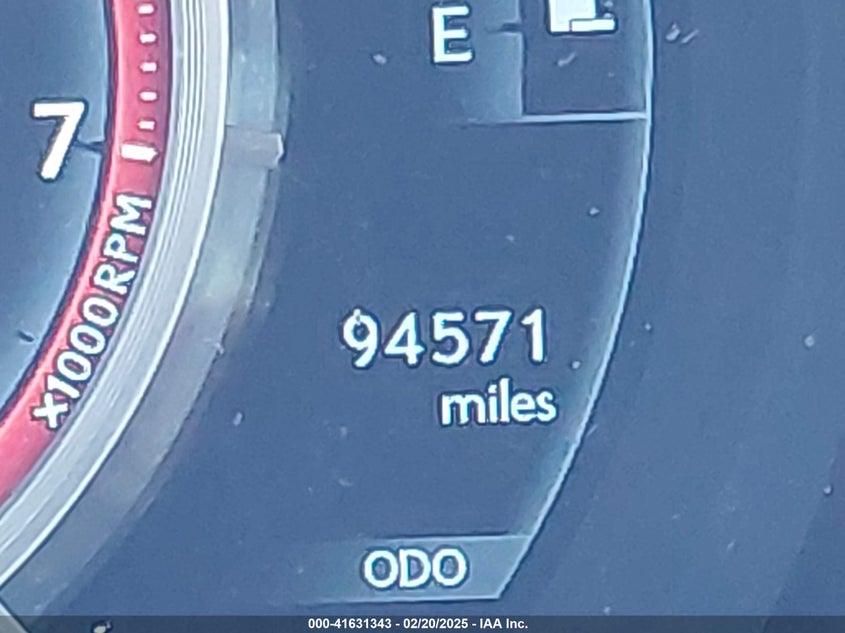 E
7
x1000RPM
94571
miles
ODO
000-41631343 - 02/20/2025 - IAA Inc.